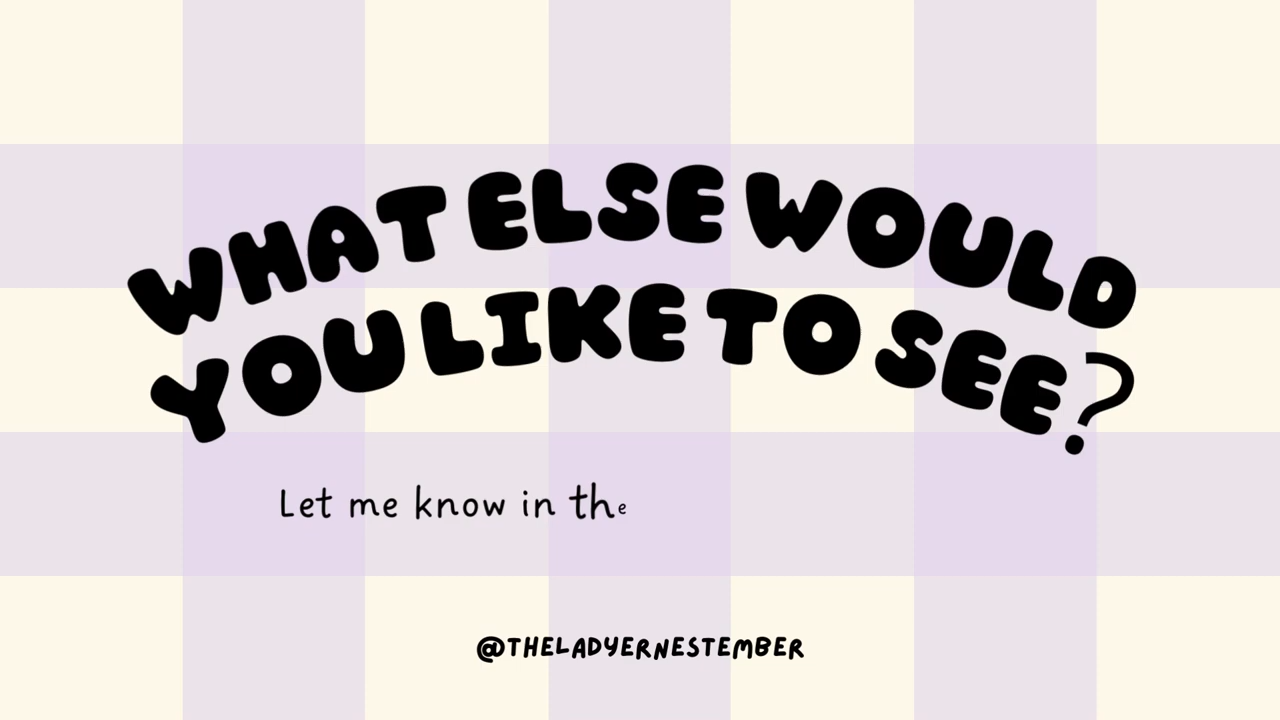 WHAT ELSE WOULD
YOU LIKE TO SEE?
Let me know in the
@THELADYERNESTEMBER